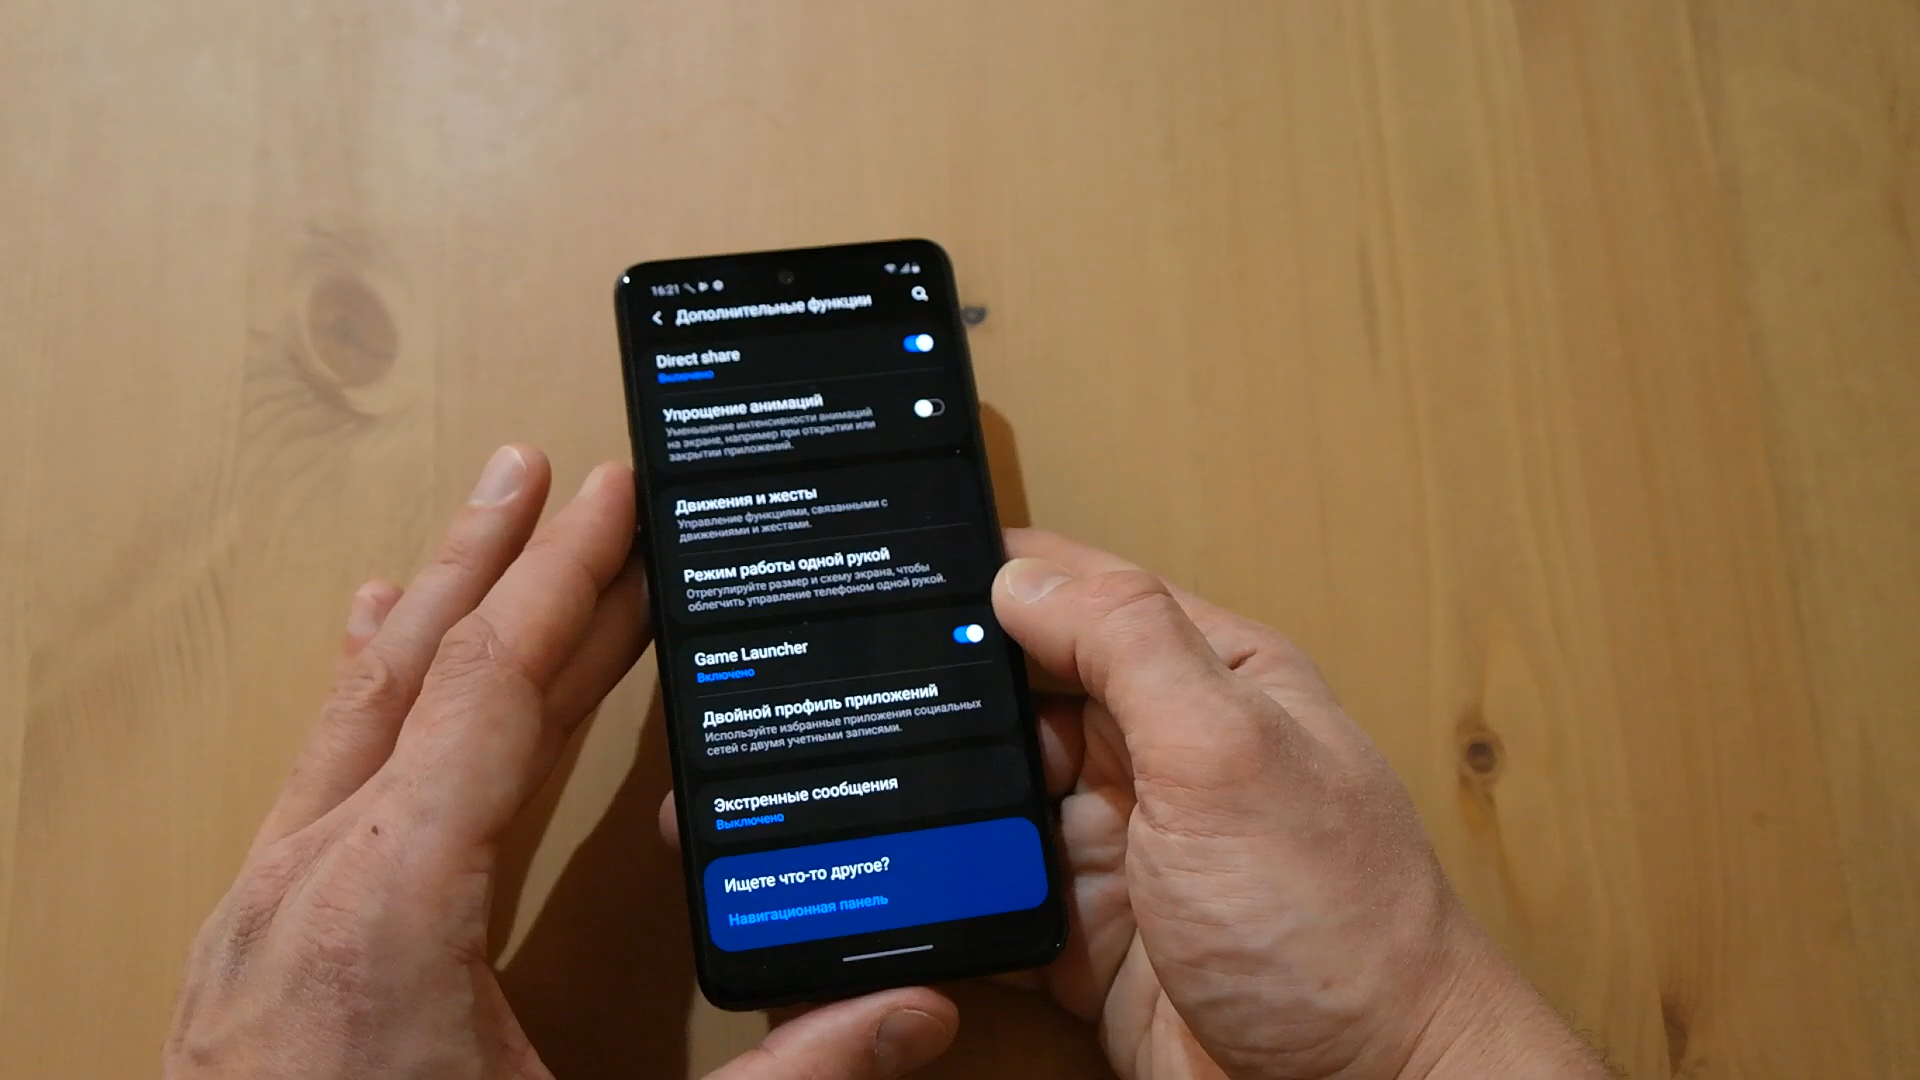 16:21
Дополнительные функции
Direct share
Включено
Упрощение анимаций
Уменьшение интенсивности анимаций
на экране, например при открытии или
закрытии приложений.
Движения и жесты
Управление функциями, связанными с
движениями и жестами.
Режим работы одной рукой
Отрегулируйте размер и схему экрана, чтобы
облегчить управление телефоном одной рукой.
Game Launcher
Включено
Двойной профиль приложений
Используйте избранные приложения социальных
сетей с двумя учетными записями.
Экстренные сообщения
Выключено
Ищете что-то другое?
Навигационная панель